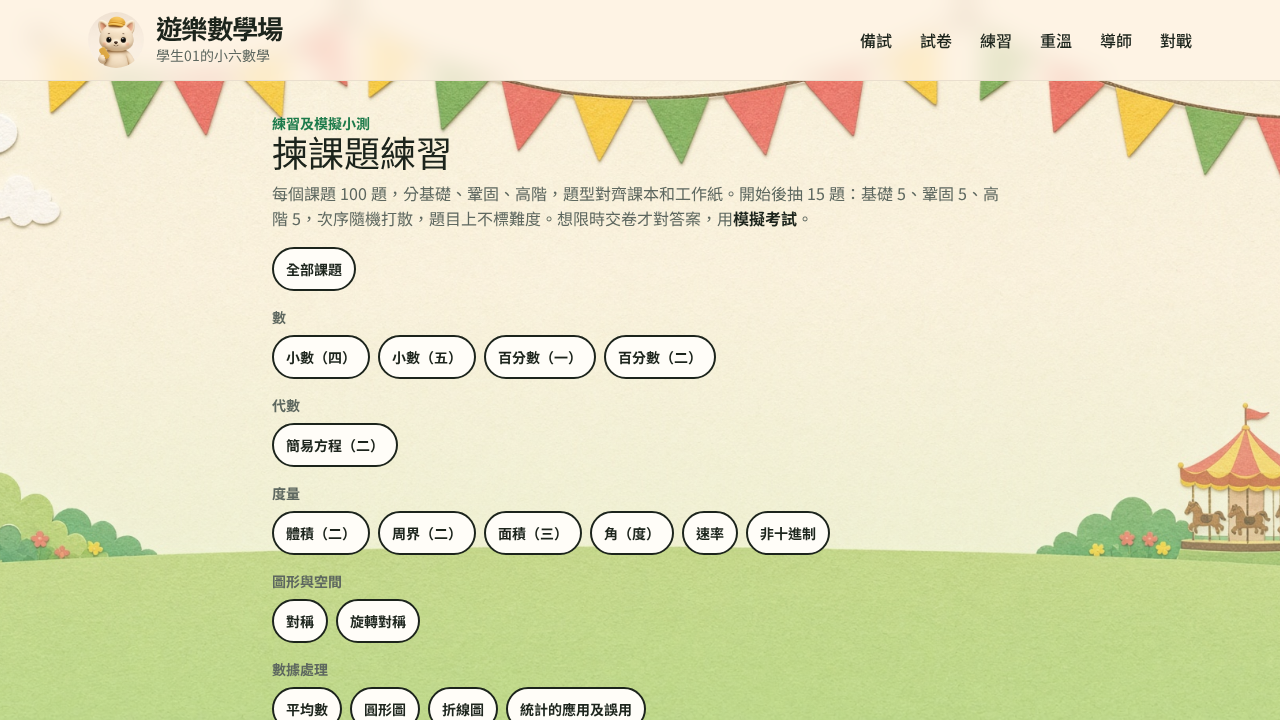 遊樂數學場
學生01的小六數學
備試 試卷 練習 重溫 導師 對戰
練習及模擬小測
揀課題練習
每個課題 100 題，分基礎、鞏固、高階，題型對齊課本和工作紙。開始後抽 15 題：基礎 5、鞏固 5、高
階 5，次序隨機打散，題目上不標難度。想限時交卷才對答案，用模擬考試。
全部課題
數
小數（四） 小數（五） 百分數（一） 百分數（二）
代數
簡易方程（二）
度量
體積（二） 周界（二） 面積（三） 角（度） 速率 非十進制
圖形與空間
對稱 旋轉對稱
數據處理
平均數 圓形圖 折線圖 統計的應用及誤用